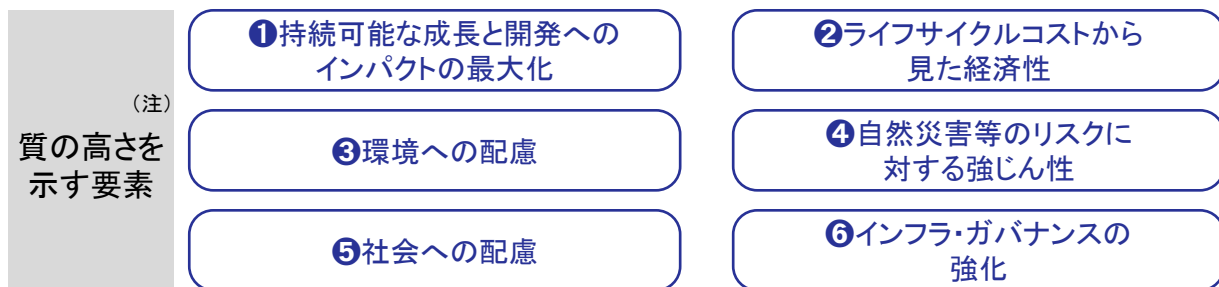 （注）
質の高さを
示す要素
❶持続可能な成長と開発への
インパクトの最大化
❷ライフサイクルコストから
見た経済性
❸環境への配慮
❹自然災害等のリスクに
対する強じん性
❺社会への配慮
❻インフラ・ガバナンスの
強化